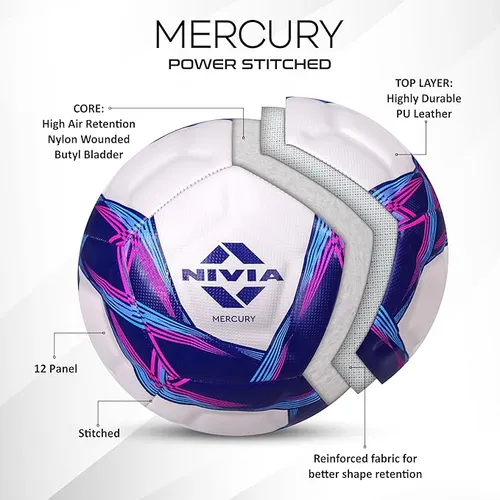 MERCURY
POWER STITCHED
CORE:
High Air Retention
Nylon Wounded
Butyl Bladder
TOP LAYER:
Highly Durable
PU Leather
NIVIA
MERCURY
12 Panel
Stitched
Reinforced fabric for
better shape retention